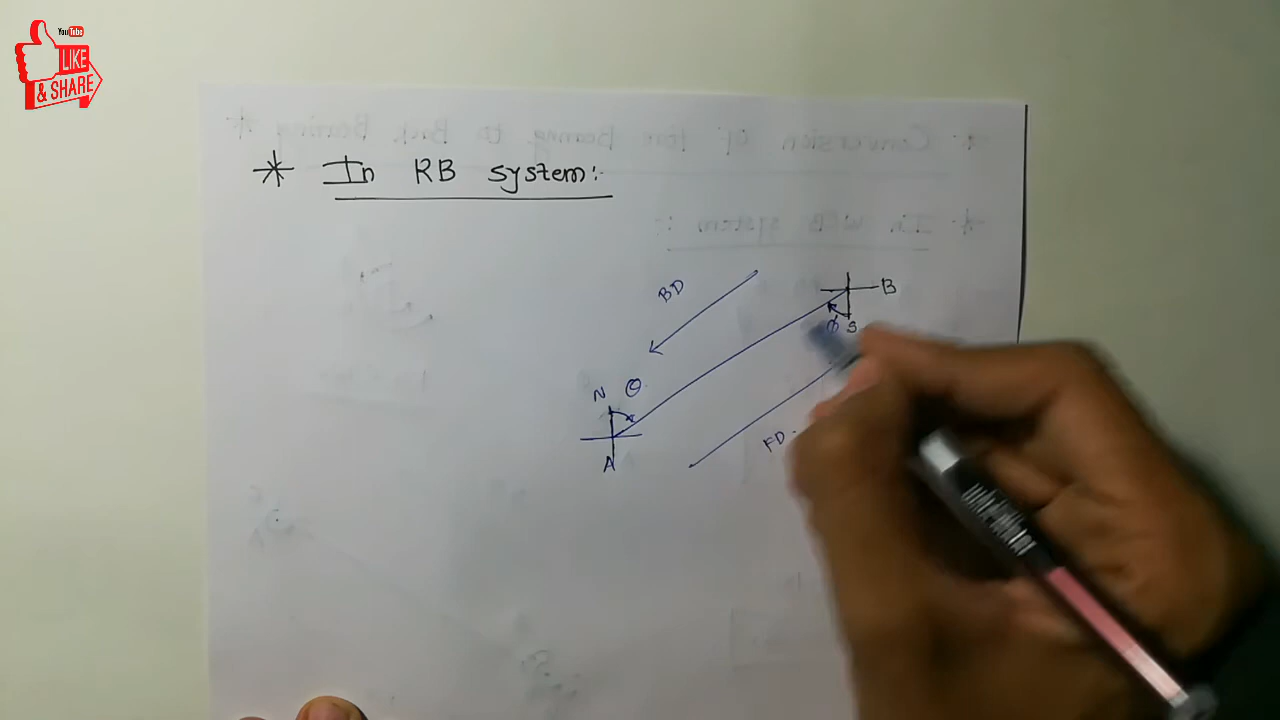 YouTube
LIKE
& SHARE
* In RB system:-
BD
B
φ S
N θ
A
FD